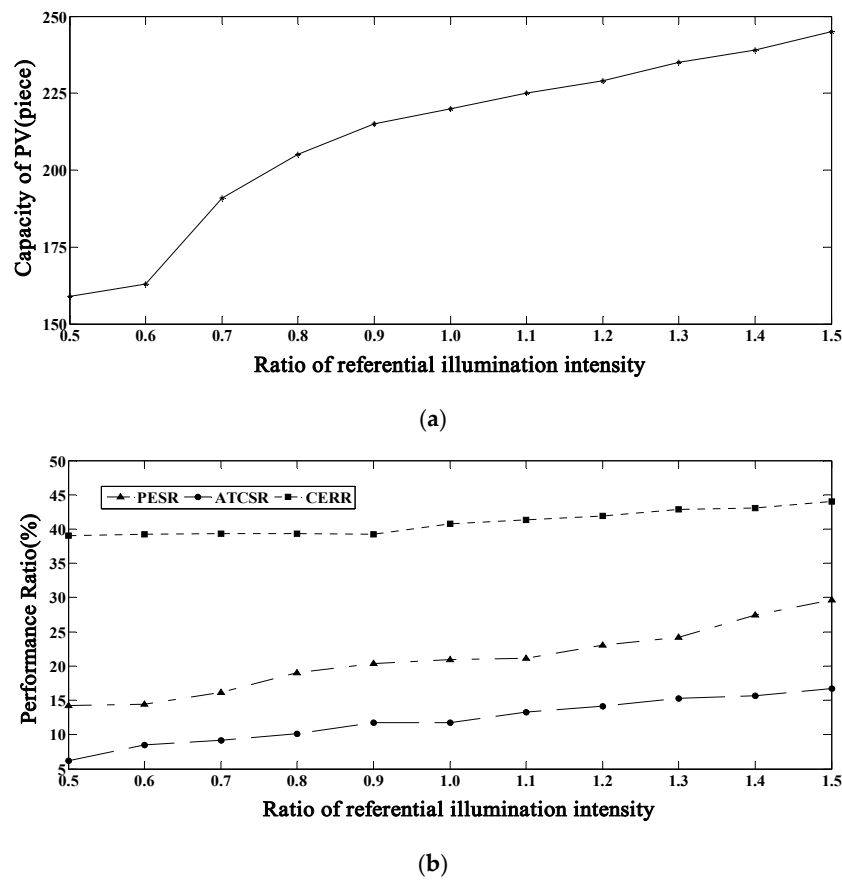 250
225
200
175
150
Capacity of PV(piece)
0.5 0.6 0.7 0.8 0.9 1.0 1.1 1.2 1.3 1.4 1.5
Ratio of referential illumination intensity
(a)
50
45
40
35
30
25
20
15
10
5
Performance Ratio(%)
PESR ATCSR CERR
0.5 0.6 0.7 0.8 0.9 1.0 1.1 1.2 1.3 1.4 1.5
Ratio of referential illumination intensity
(b)